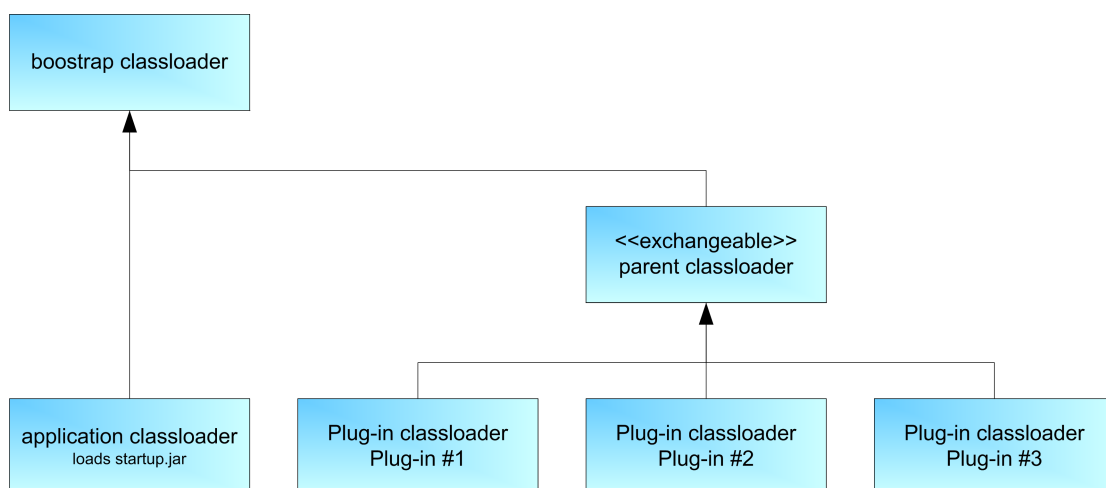 boostrap classloader
<<exchangeable>>
parent classloader
application classloader
loads startup.jar
Plug-in classloader
Plug-in #1
Plug-in classloader
Plug-in #2
Plug-in classloader
Plug-in #3